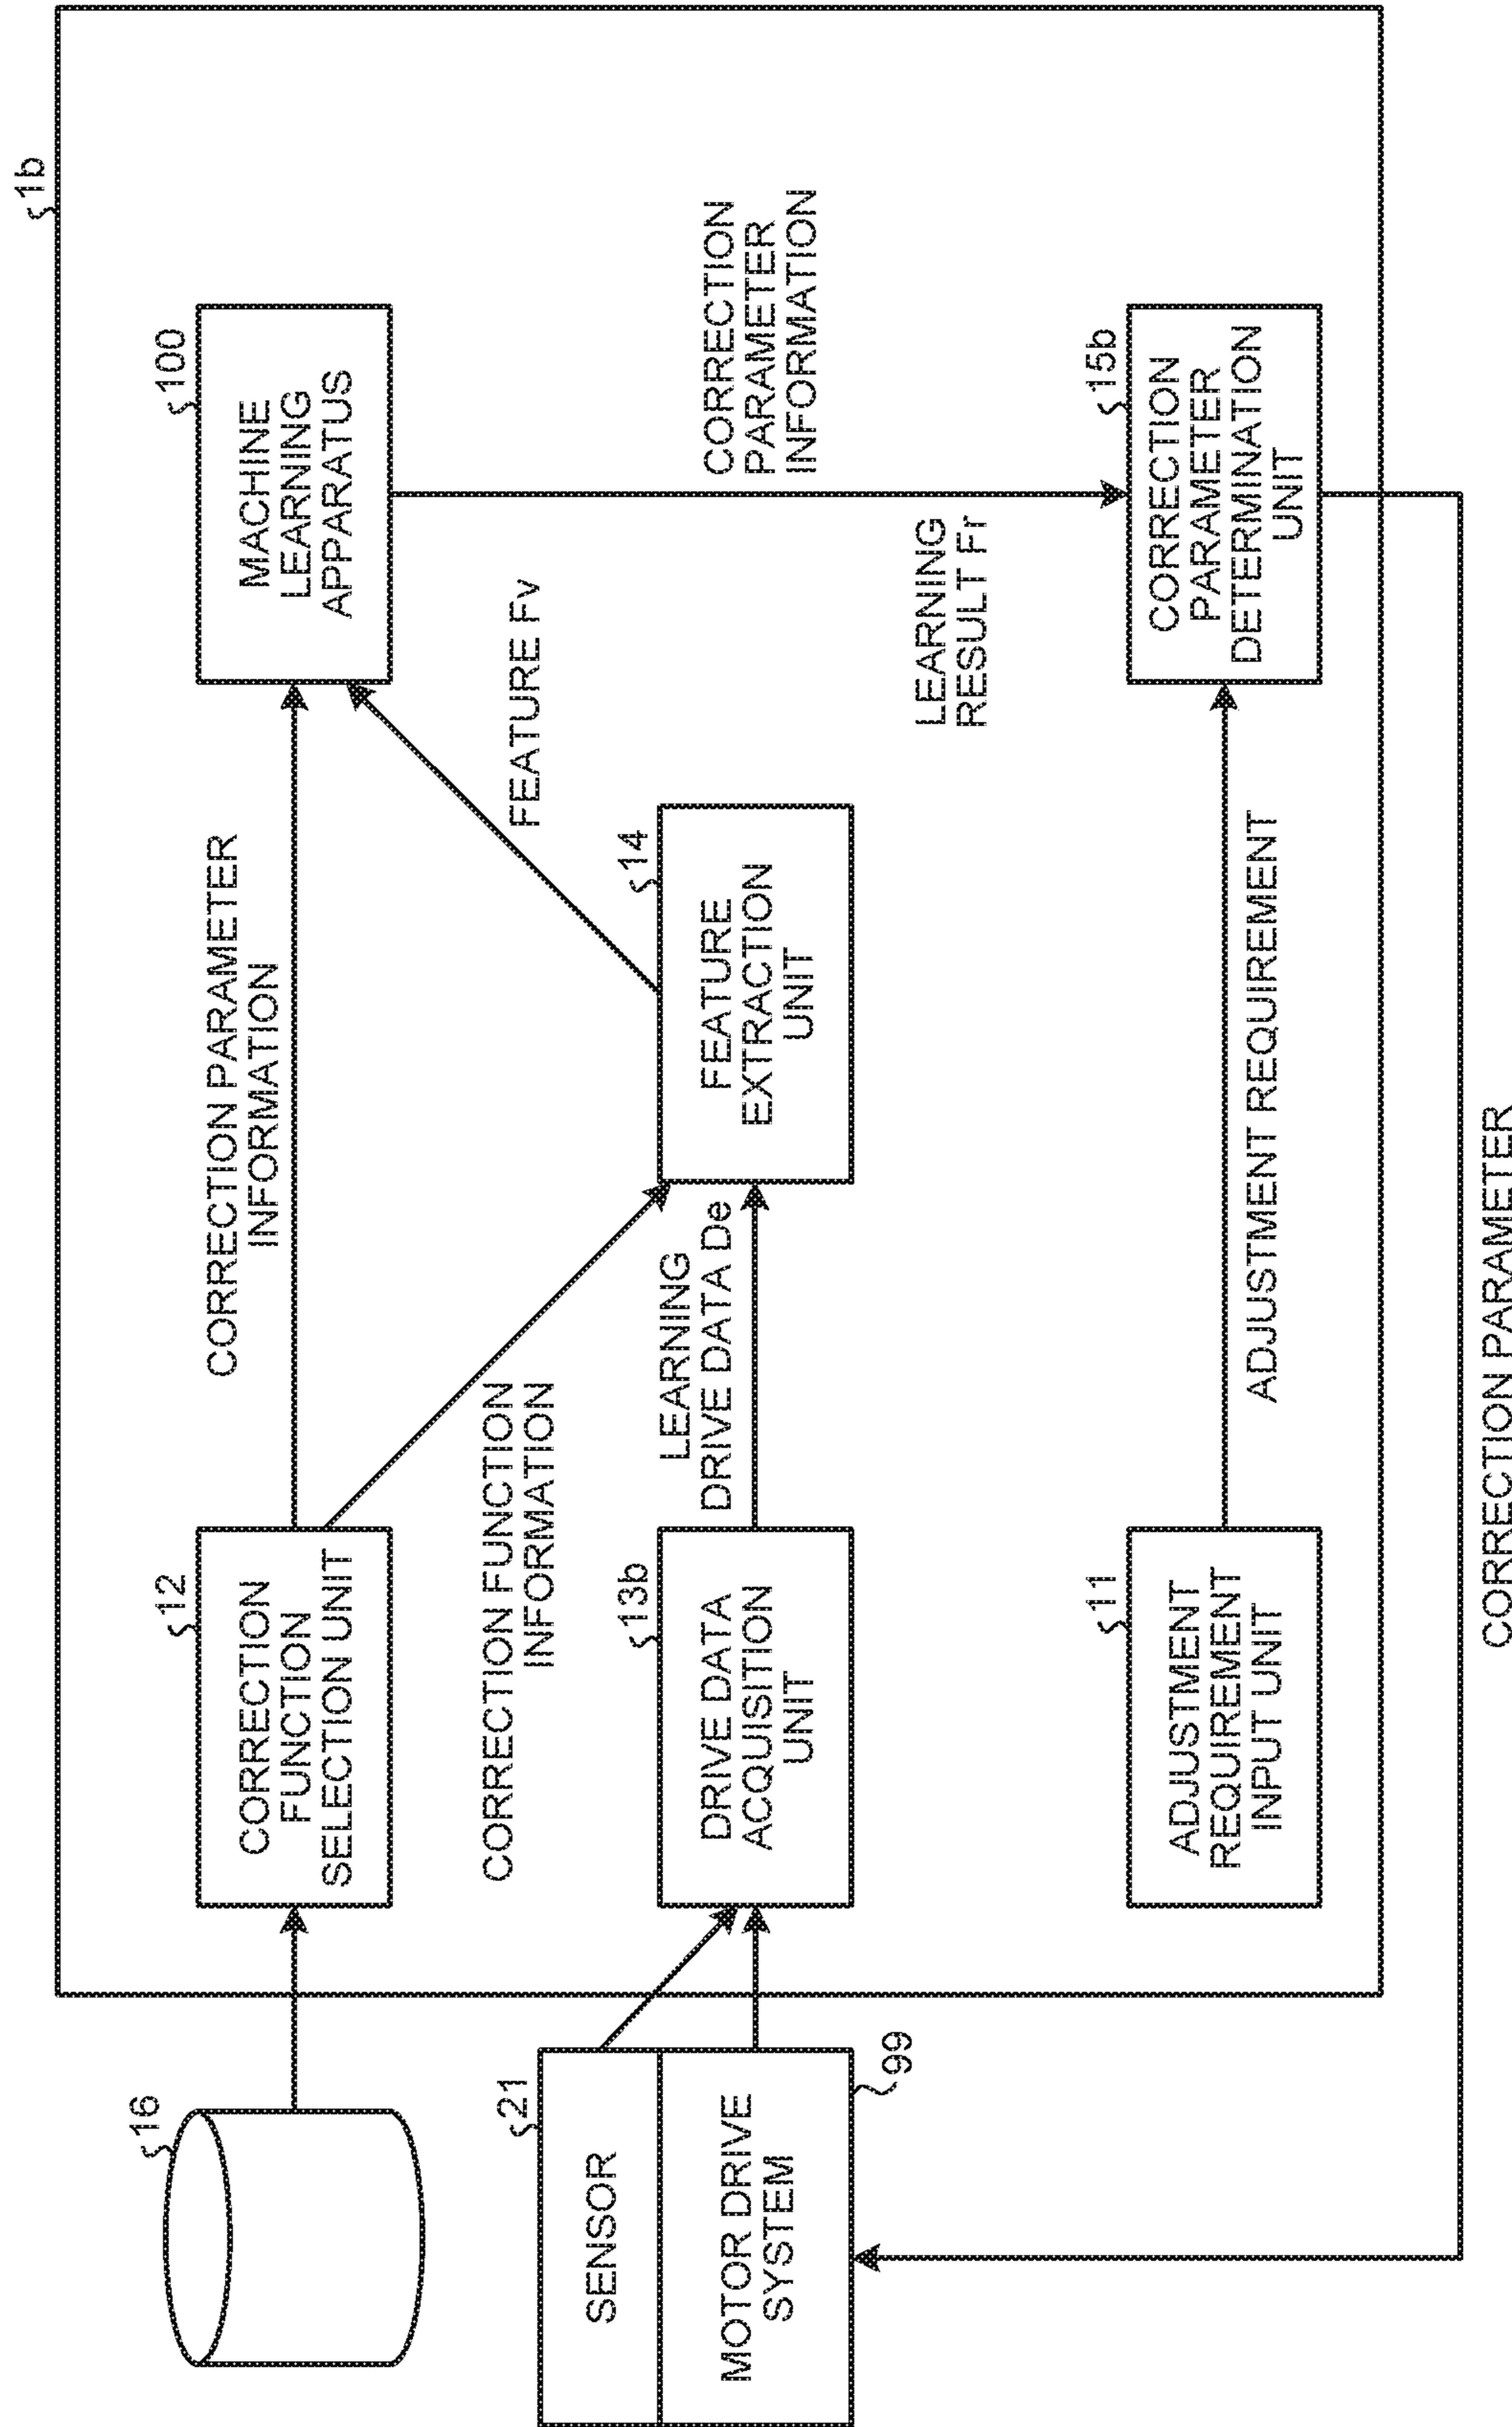 1b
16
12
CORRECTION
FUNCTION
SELECTION UNIT
CORRECTION PARAMETER
INFORMATION
100
MACHINE
LEARNING
APPARATUS
CORRECTION FUNCTION
INFORMATION
FEATURE Fv
21
SENSOR
MOTOR DRIVE
SYSTEM
99
13b
DRIVE DATA
ACQUISITION
UNIT
LEARNING
DRIVE DATA De
14
FEATURE
EXTRACTION
UNIT
CORRECTION
PARAMETER
INFORMATION
LEARNING
RESULT Fr
11
ADJUSTMENT
REQUIREMENT
INPUT UNIT
ADJUSTMENT REQUIREMENT
15b
CORRECTION
PARAMETER
DETERMINATION
UNIT
CORRECTION PARAMETER